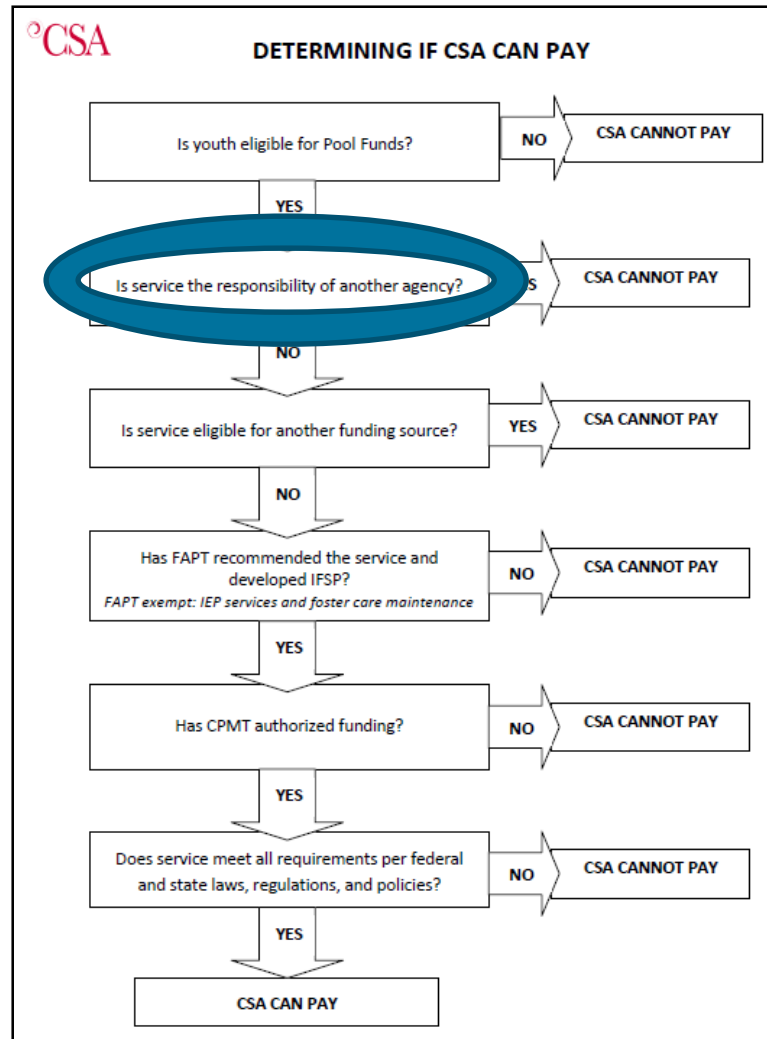 CSA
DETERMINING IF CSA CAN PAY
Is youth eligible for Pool Funds?
NO
CSA CANNOT PAY
YES
Is service the responsibility of another agency?
CSA CANNOT PAY
NO
Is service eligible for another funding source?
YES
CSA CANNOT PAY
NO
Has FAPT recommended the service and
developed IFSP?
FAPT exempt: IEP services and foster care maintenance
NO
CSA CANNOT PAY
YES
Has CPMT authorized funding?
NO
CSA CANNOT PAY
YES
Does service meet all requirements per federal
and state laws, regulations, and policies?
NO
CSA CANNOT PAY
YES
CSA CAN PAY